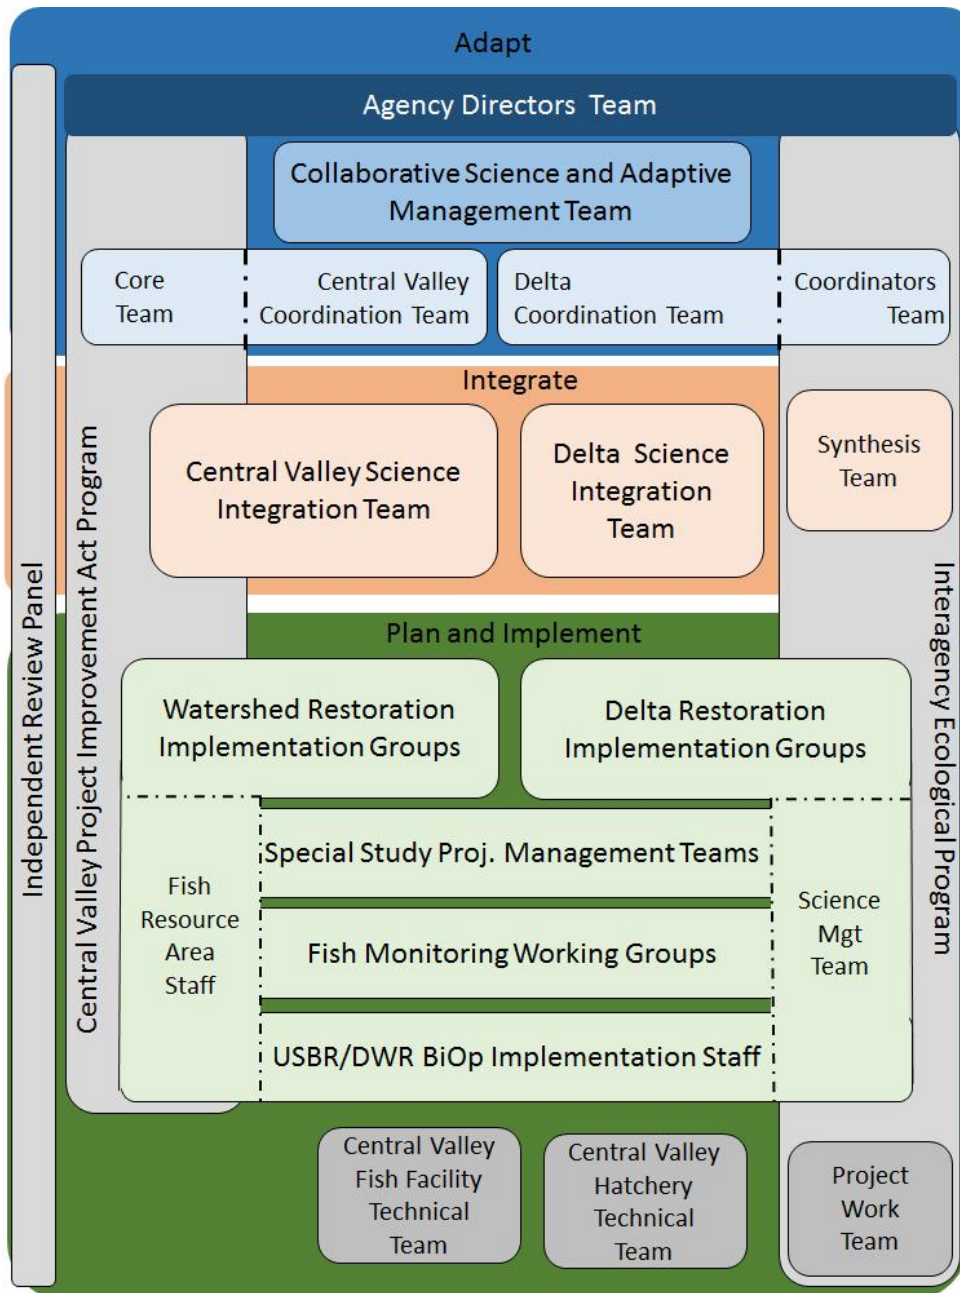 Adapt
Agency Directors Team
Collaborative Science and Adaptive
Management Team
Core
Team
Central Valley
Coordination Team
Delta
Coordination Team
Coordinators
Team
Integrate
Central Valley Science
Integration Team
Delta Science
Integration
Team
Synthesis
Team
Independent Review Panel
Central Valley Project Improvement Act Program
Interagency Ecological Program
Plan and Implement
Watershed Restoration
Implementation Groups
Delta Restoration
Implementation Groups
Special Study Proj. Management Teams
Fish
Resource
Area
Staff
Fish Monitoring Working Groups
Science
Mgt
Team
USBR/DWR BiOp Implementation Staff
Central Valley
Fish Facility
Technical
Team
Central Valley
Hatchery
Technical
Team
Project
Work
Team